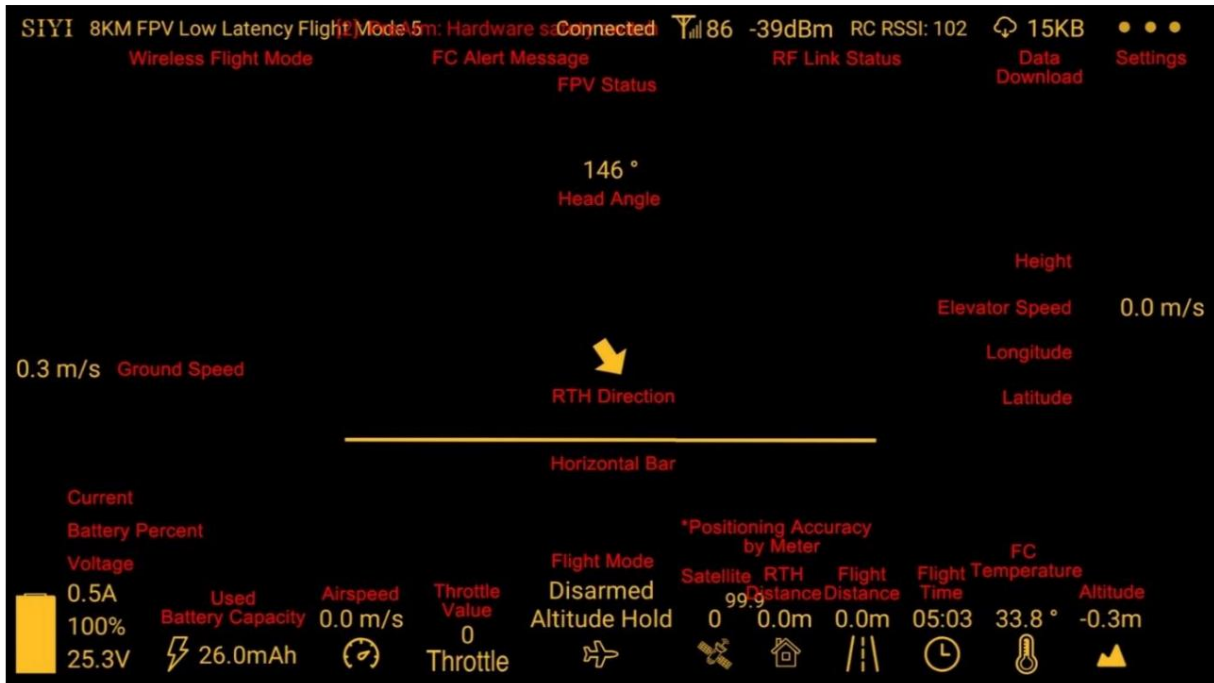 SIYI 8KM FPV Low Latency Flight Mode 5 Connected 86 -39dBm RC RSSI: 102 15KB
Wireless Flight Mode FC Alert Message RF Link Status Data Download Settings
FPV Status
146 °
Head Angle
Height
Elevator Speed 0.0 m/s
Longitude
0.3 m/s Ground Speed
RTH Direction Latitude
Horizontal Bar
Current
Battery Percent
*Positioning Accuracy
by Meter
Voltage Flight Mode FC
Satellite RTH Flight Flight Temperature
0.5A Used Airspeed Throttle Disarmed Distance Distance Time Altitude
Battery Capacity Value 99.9
100% 0.0 m/s 0 Altitude Hold 0 0.0m 0.0m 05:03 33.8 ° -0.3m
25.3V 26.0mAh Throttle